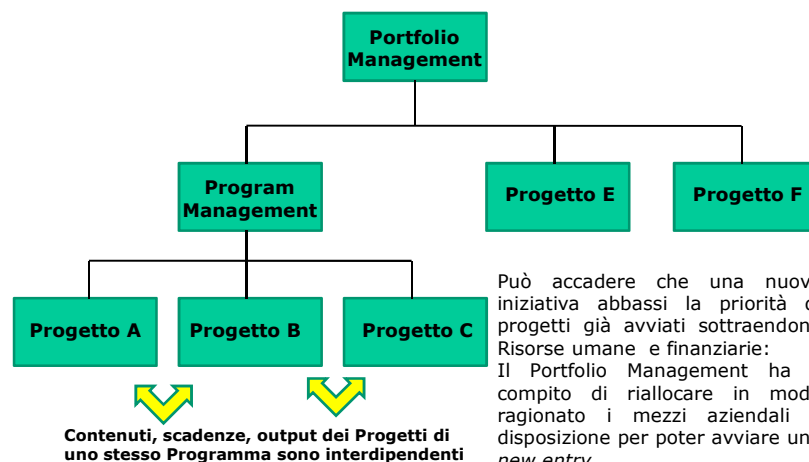 Portfolio
Management
Program
Management
Progetto E
Progetto F
Progetto A
Progetto B
Progetto C
Può accadere che una nuov
iniziativa abbassi la priorità
progetti già avviati sottraendon
Risorse umane e finanziarie:
Il Portfolio Management ha
compito di riallocare in mod
ragionato i mezzi aziendali
disposizione per poter avviare un
new entry
Contenuti, scadenze, output dei Progetti di
uno stesso Programma sono interdipendenti